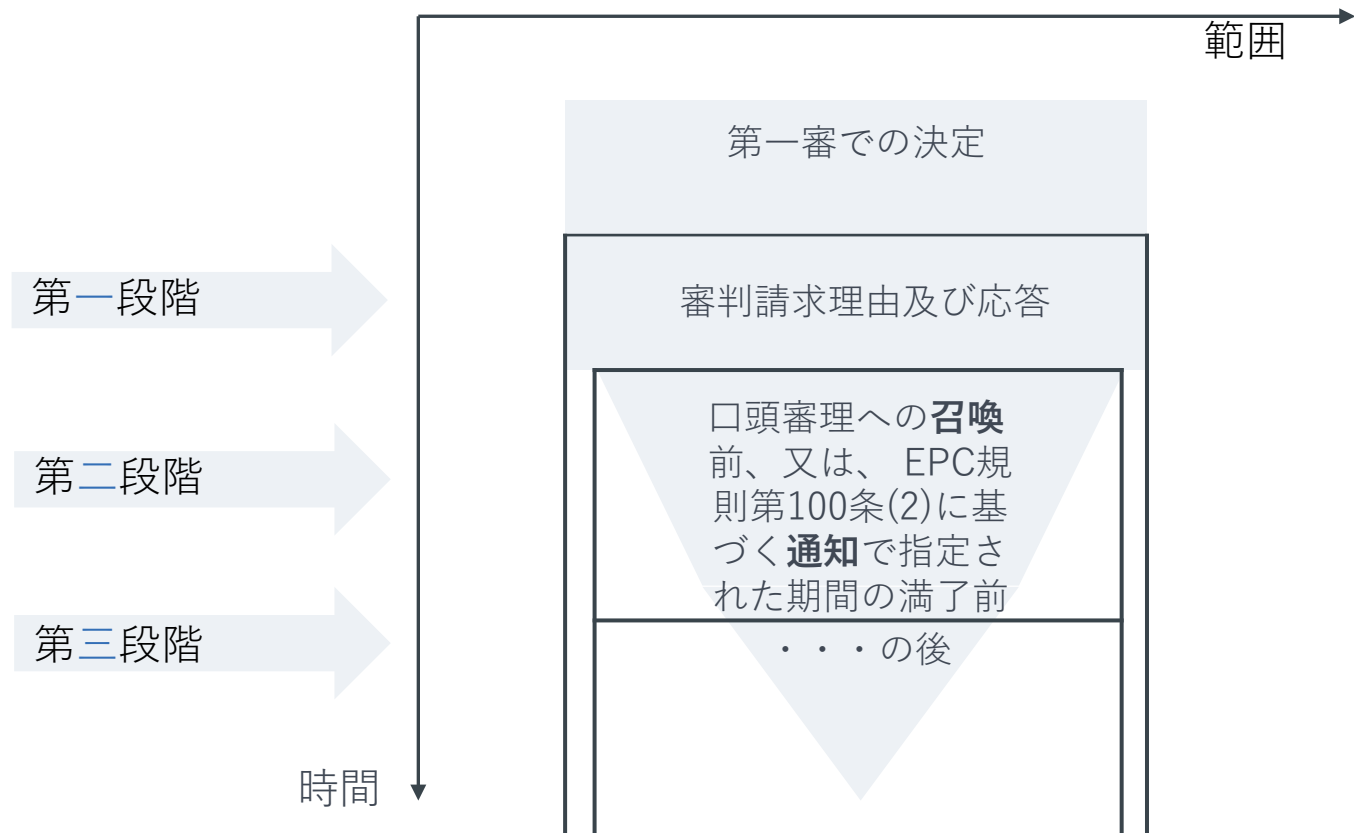 範囲
第一審での決定
第一段階
審判請求理由及び応答
第二段階
口頭審理への召喚
前、又は、 EPC規
則第100条(2)に基
づく通知で指定さ
れた期間の満了前
第三段階
・・・の後
時間